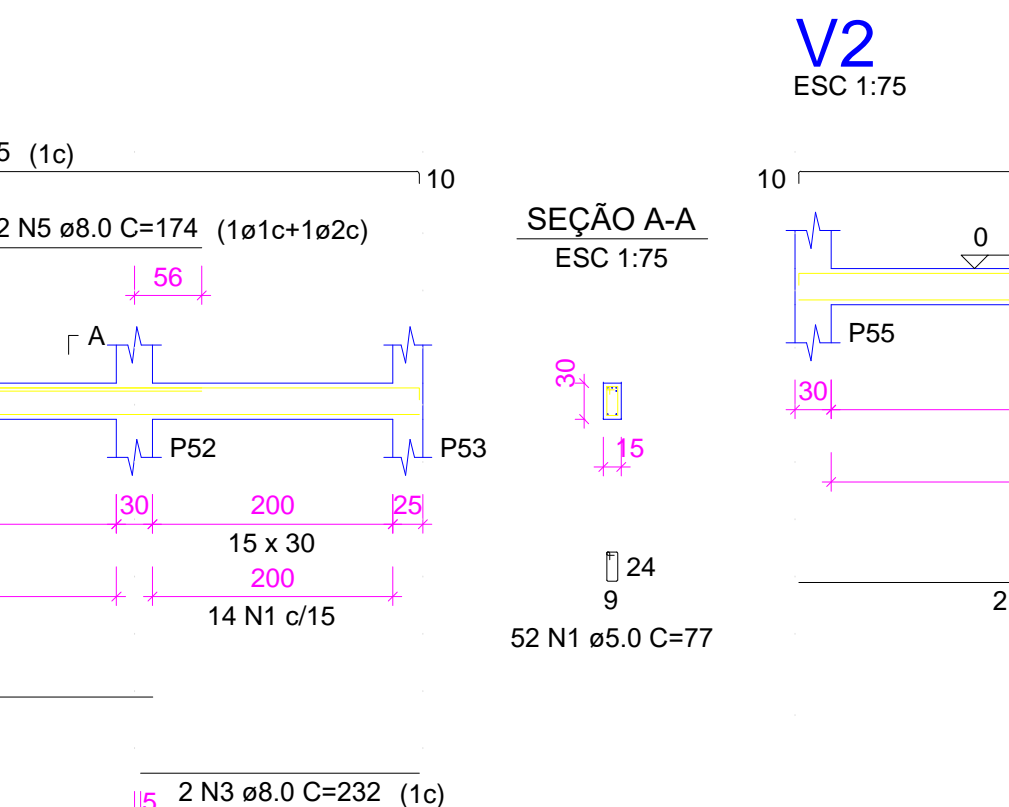 V2
ESC 1:75
5 (1c)
10
10
2 N5 ø8.0 C=174 (1ø1c+1ø2c)
SEÇÃO A-A
ESC 1:75
0
56
A
P55
30
30
15
P52
P53
30
200
25
15 x 30
200
14 N1 c/15
24
9
52 N1 ø5.0 C=77
2
2 N3 ø8.0 C=232 (1c)
5